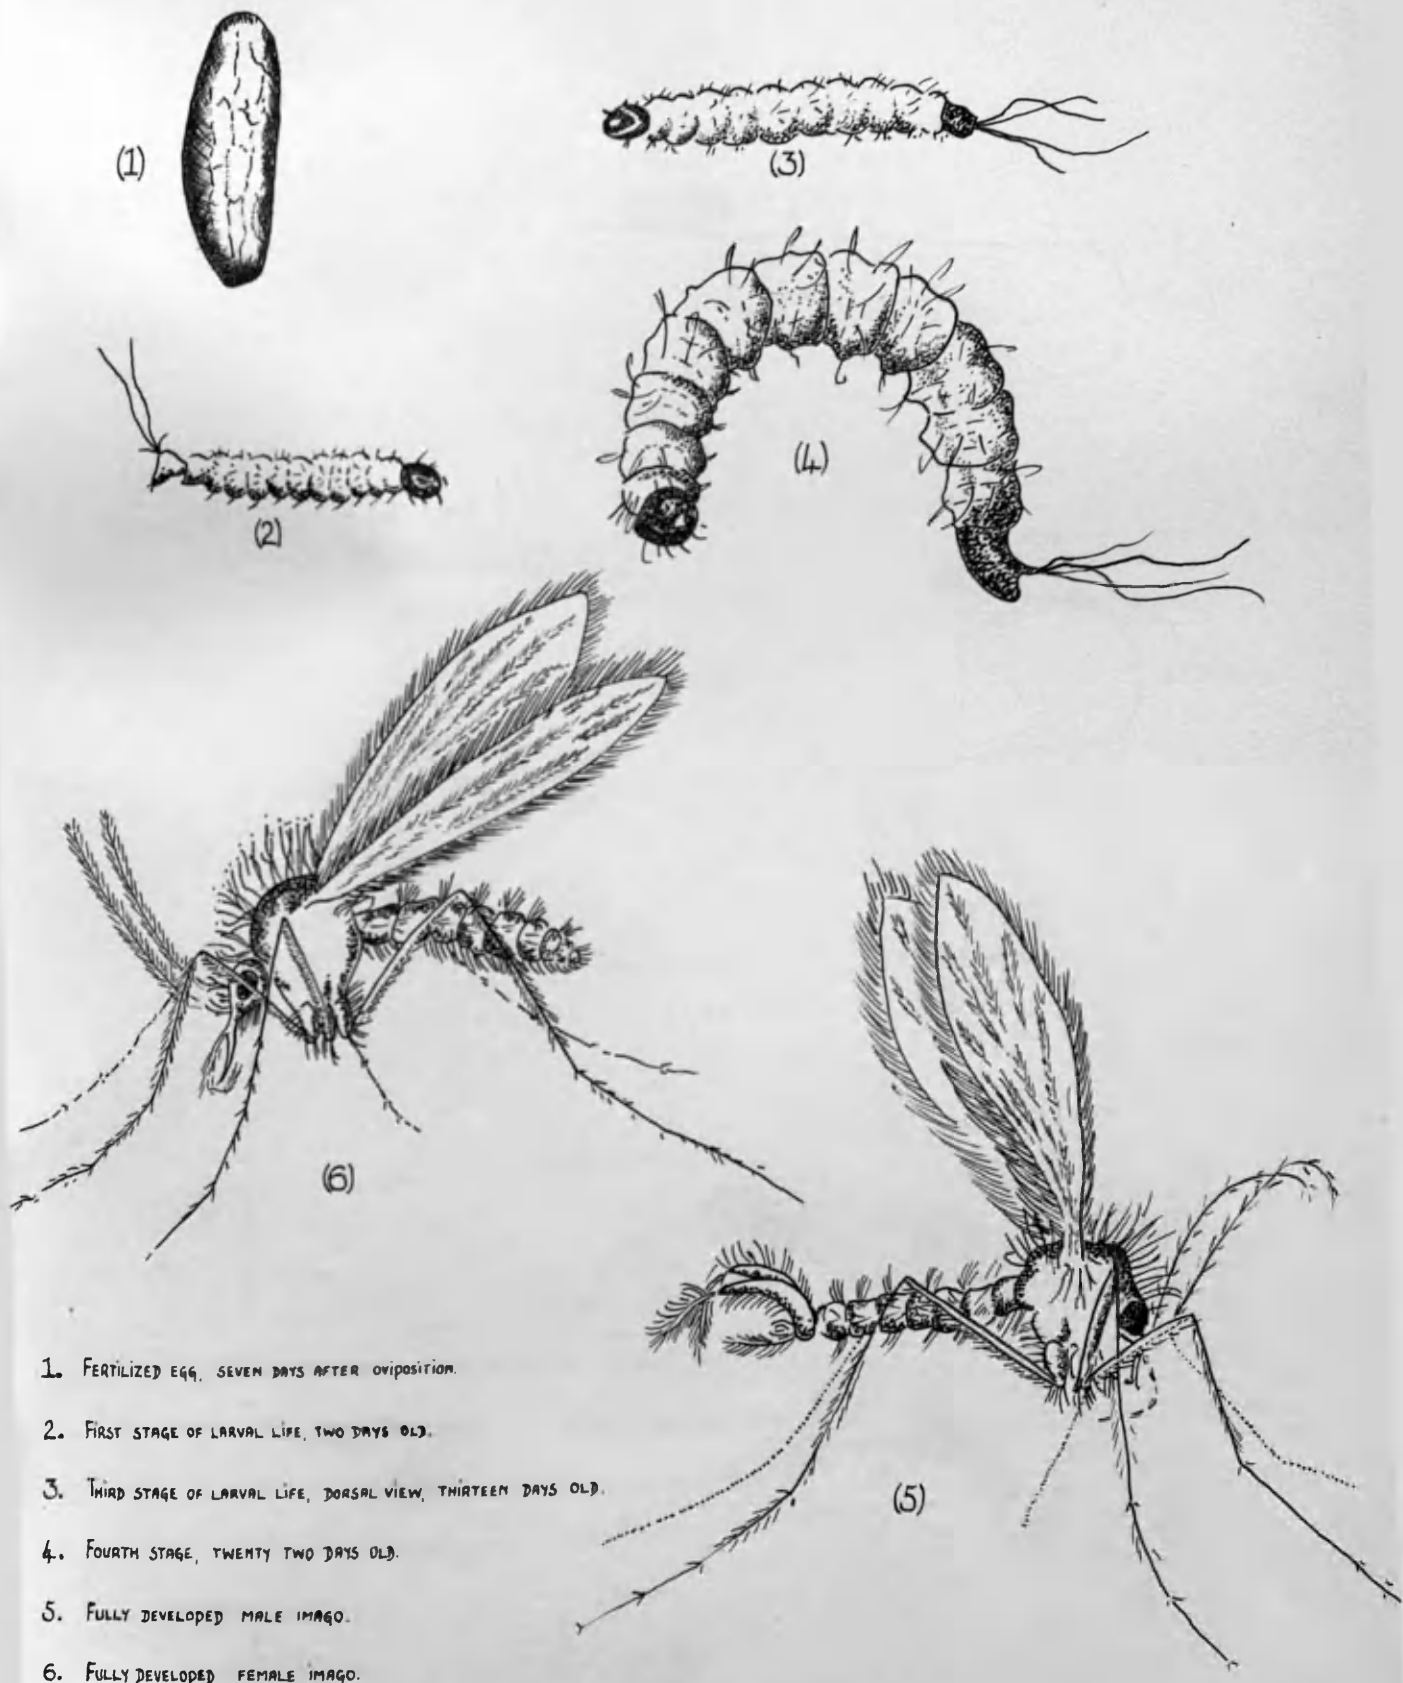 (1)
(3)
(4)
(2)
(6)
(5)
1. FERTILIZED EGG, SEVEN DAYS AFTER OVIPOSITION.
2. FIRST STAGE OF LARVAL LIFE, TWO DAYS OLD.
3. THIRD STAGE OF LARVAL LIFE, DORSAL VIEW, THIRTEEN DAYS OLD.
4. FOURTH STAGE, TWENTY TWO DAYS OLD.
5. FULLY DEVELOPED MALE IMAGO.
6. FULLY DEVELOPED FEMALE IMAGO.